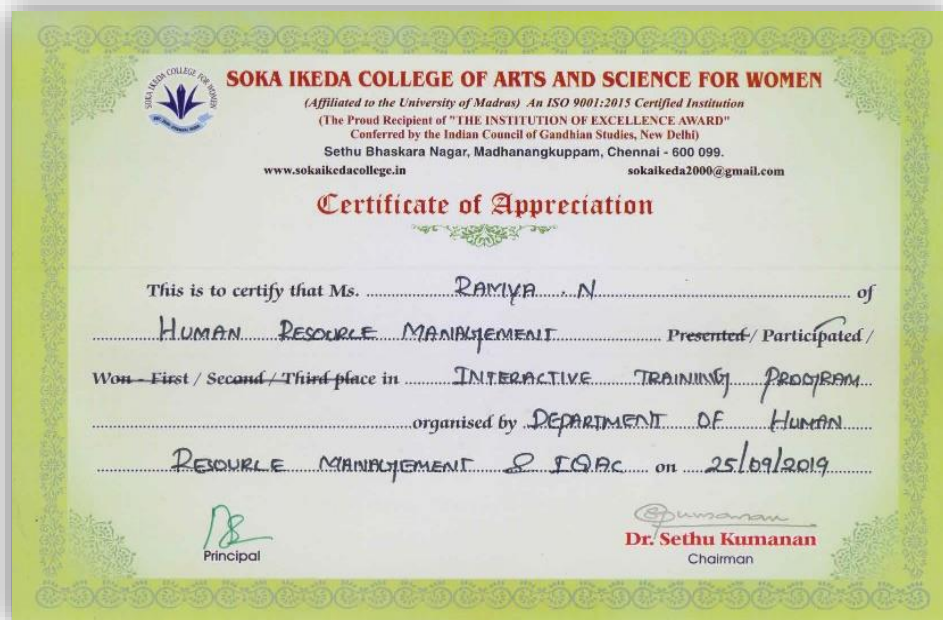 SOKA IKEDA COLLEGE OF ARTS AND SCIENCE FOR WOMEN
(Affiliated to the University of Madras) An ISO 9001:2015 Certified Institution
(The Proud Recipient of "THE INSTITUTION OF EXCELLENCE AWARD"
Conferred by the Indian Council of Gandhian Studies, New Delhi)
Sethu Bhaskara Nagar, Madhanangkuppam, Chennai - 600 099.
www.sokaikedacollege.in sokaikeda2000@gmail.com
Certificate of Appreciation
This is to certify that Ms. RAMYA . N of
HUMAN RESOURCE MANAGEMENT Presented / Participated /
Won - First / Second / Third place in INTERACTIVE TRAINING PROGRAM
organised by DEPARTMENT OF HUMAN
RESOURCE MANAGEMENT & IQAC on 25/09/2019
Principal
Dr. Sethu Kumanan
Chairman
SOKA IKEDA COLLEGE FOR WOMEN